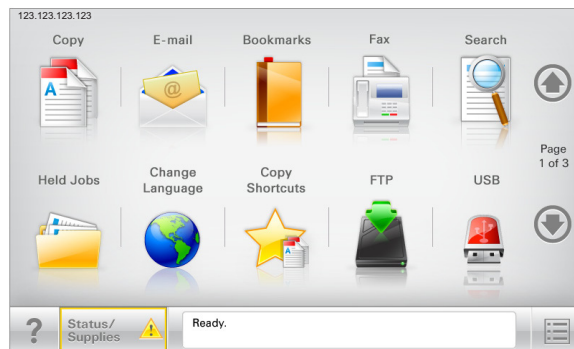 123.123.123.123
Copy
E-mail
Bookmarks
Fax
Search
A
@
Page
1 of 3
Held Jobs
Change
Language
Copy
Shortcuts
FTP
USB
A
?
Status/
Supplies
Ready.